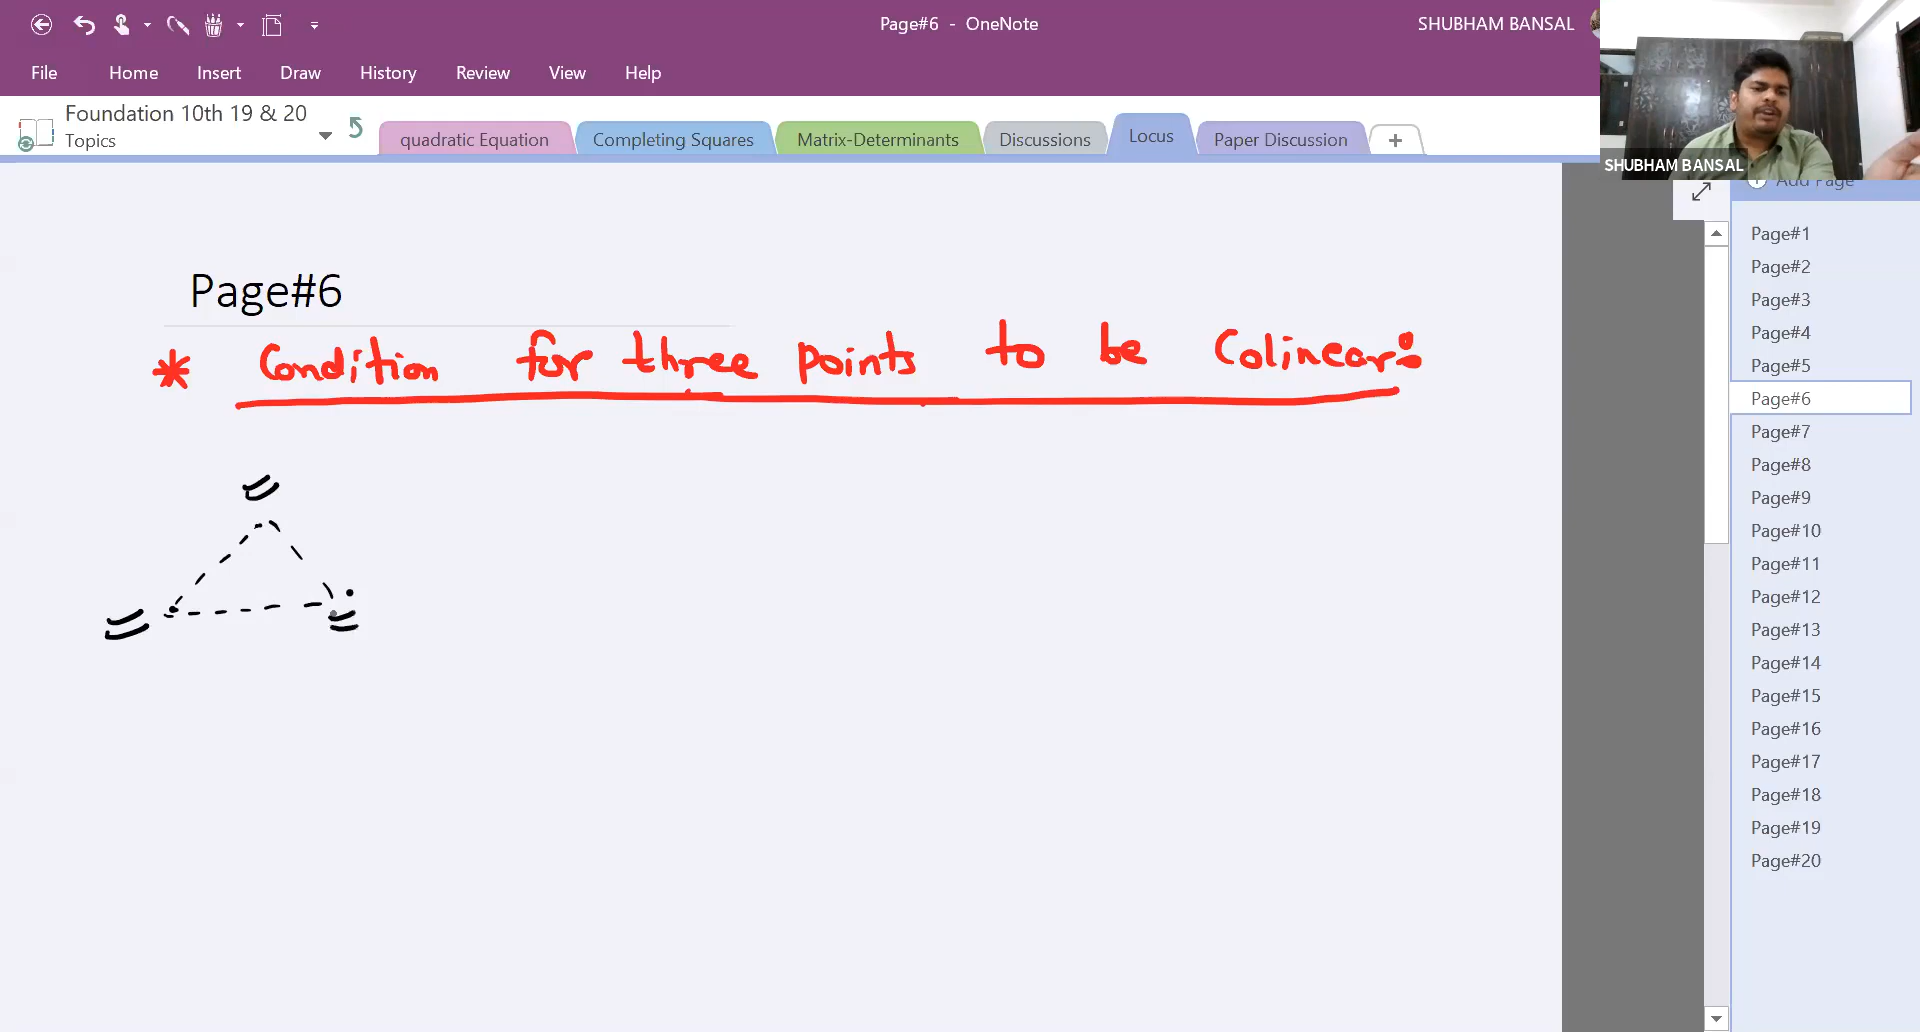 Page#6 - OneNote
SHUBHAM BANSAL
File Home Insert Draw History Review View Help
Foundation 10th 19 & 20
Topics
quadratic Equation
Completing Squares
Matrix-Determinants
Discussions
Locus
Paper Discussion
+
SHUBHAM BANSAL
Add Page
Page#6
* Condition for three points to be Colinear:
Page#1
Page#2
Page#3
Page#4
Page#5
Page#6
Page#7
Page#8
Page#9
Page#10
Page#11
Page#12
Page#13
Page#14
Page#15
Page#16
Page#17
Page#18
Page#19
Page#20